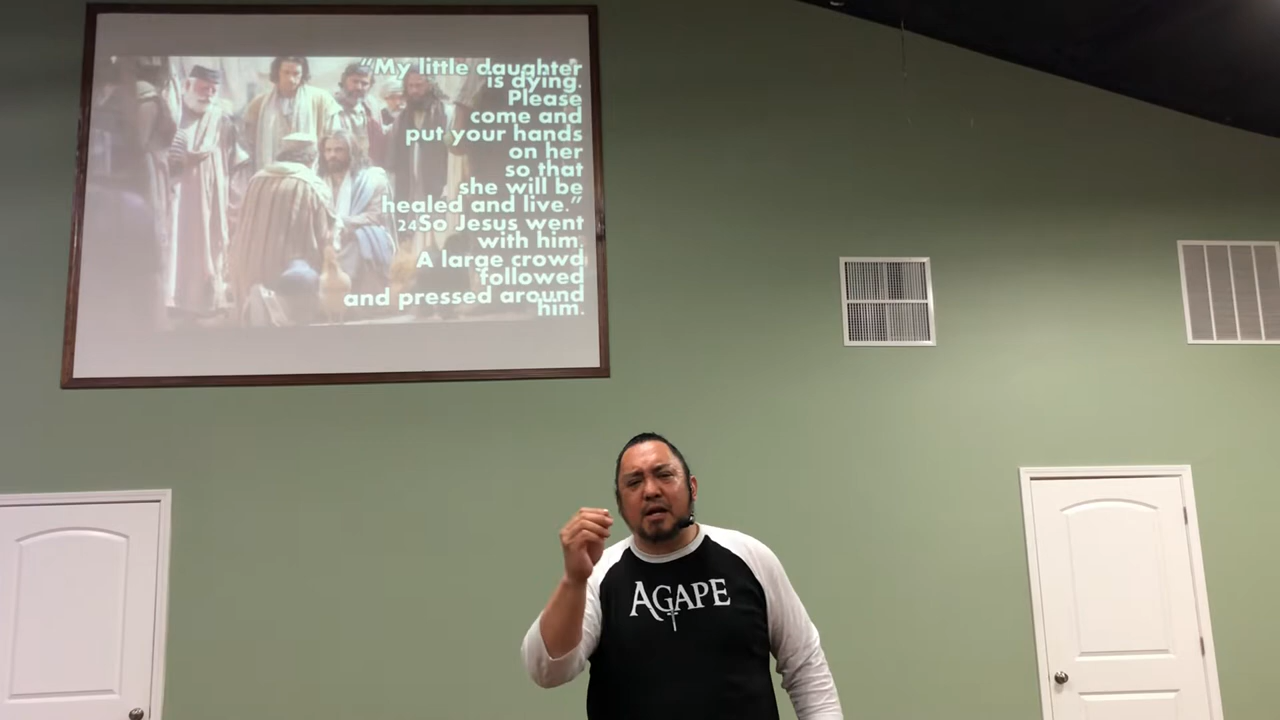 “My little daughter
is dying.
Please
come and
put your hands
on her
so that
she will be
healed and live.”
24So Jesus went
with him.
A large crowd
followed
and pressed around
him.
AGAPE